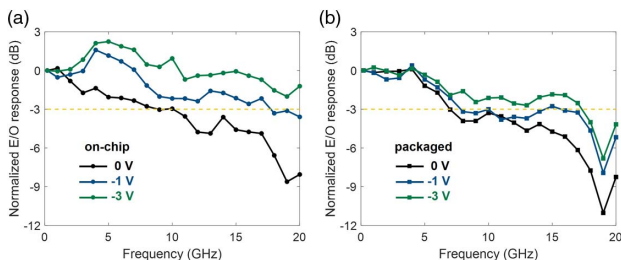 (a)
Normalized E/O response (dB)
3
0
-3
-6
-9
-12
on-chip
0 V
-1 V
-3 V
0
5
10
15
20
Frequency (GHz)
(b)
Normalized E/O response (dB)
3
0
-3
-6
-9
-12
packaged
0 V
-1 V
-3 V
0
5
10
15
20
Frequency (GHz)